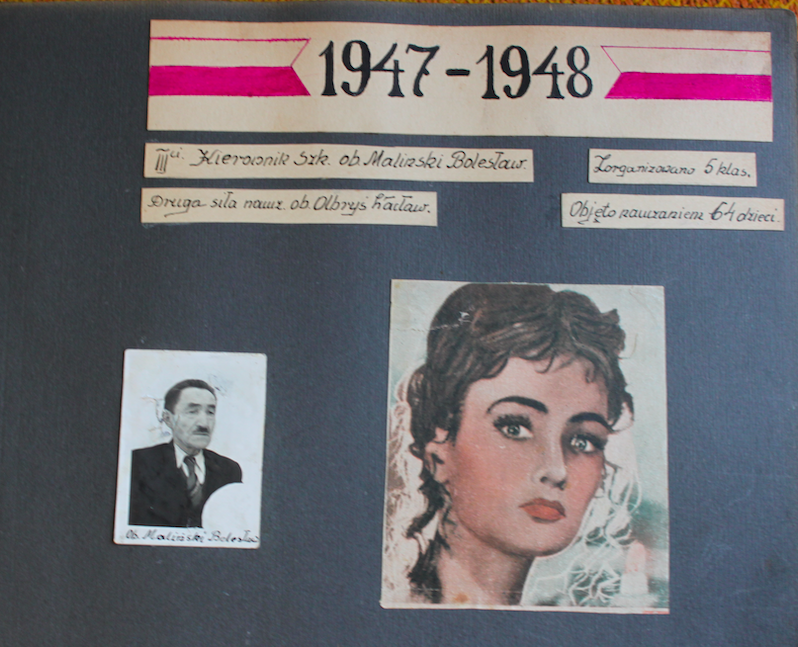 1947-1948
III ci. Kierownik Szk. ob. Maliński Bolesław.
Zorganizowano 5 klas.
Druga siła naucz. ob. Olbryś Wacław.
Objęto nauczaniem 64 dzieci.
Ob. Maliński Bolesław